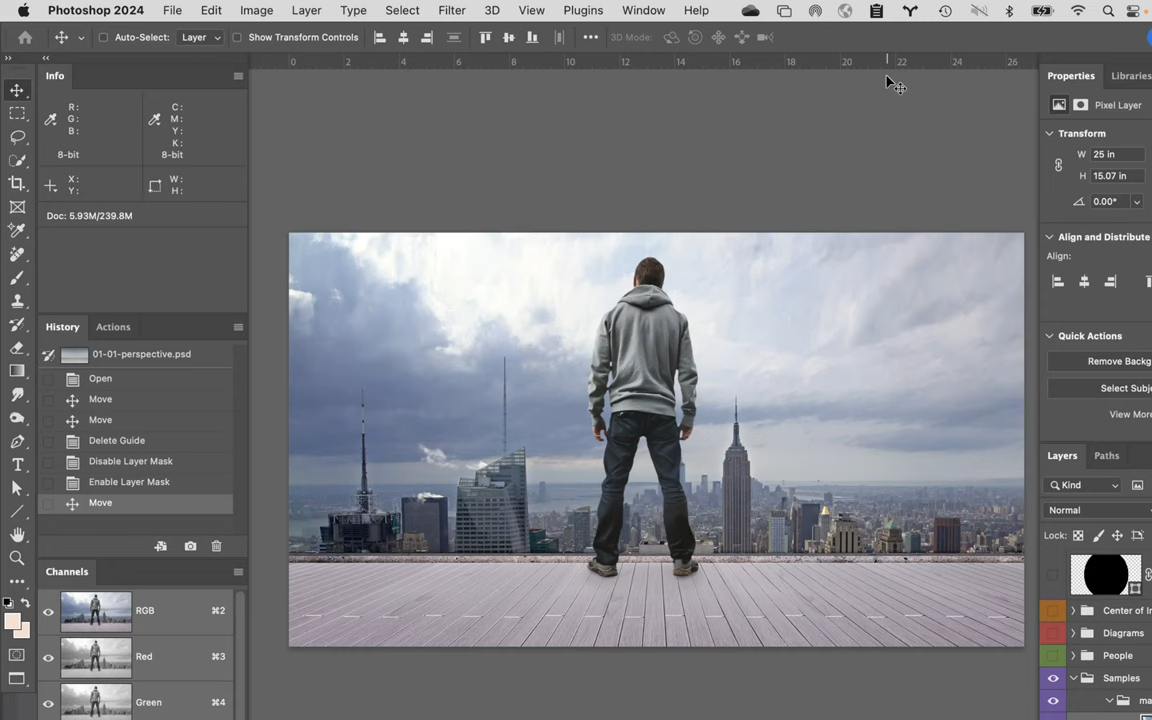 Photoshop 2024 File Edit Image Layer Type Select Filter 3D View Plugins Window Help
Auto-Select: Layer Show Transform Controls 3D Mode:
Info
R: C:
G: M:
B: Y:
K:
8-bit 8-bit
X: W:
Y: H:
Doc: 5.93M/239.8M
History Actions
01-01-perspective.psd
Open
Move
Move
Delete Guide
Disable Layer Mask
Enable Layer Mask
Move
Channels
RGB ⌘2
Red ⌘3
Green ⌘4
0 2 4 6 8 10 12 14 16 18 20 22 24 26
Properties Libraries
Pixel Layer
Transform
W 25 in
H 15.07 in
0.00°
Align and Distribute
Align:
Quick Actions
Remove Backg
Select Subje
View More
Layers Paths
Kind
Normal
Lock:
Center of In
Diagrams
People
Samples
ma